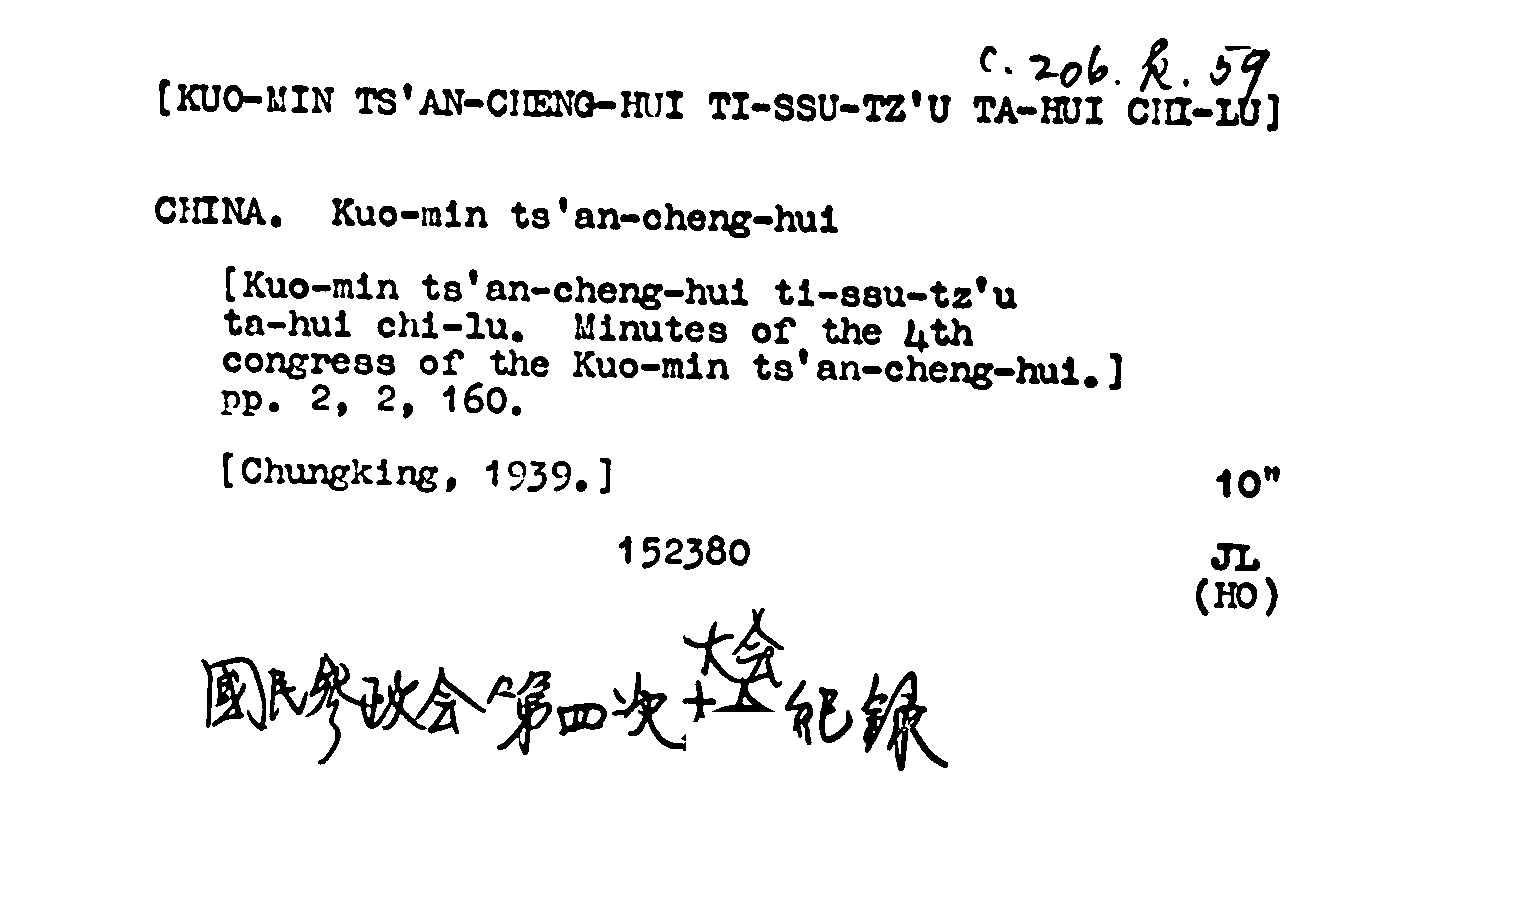 C. 206. k. 59
[KUO-MIN TS'AN-CHENG-HUI TI-SSU-TZ'U TA-HUI CHI-LU]
CHINA. Kuo-min ts'an-cheng-hui
[Kuo-min ts'an-cheng-hui ti-ssu-tz'u
ta-hui chi-lu. Minutes of the 4th
congress of the Kuo-min ts'an-cheng-hui.]
pp. 2, 2, 160.
[Chungking, 1939.]
10"
152380
JL
(HO)
大会
國民參政会第四次紀錄